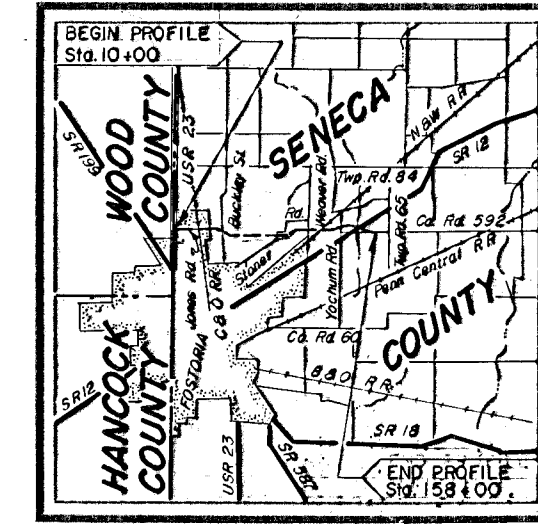 BEGIN PROFILE
Sta. 10+00
SR 199
WOOD
COUNTY
USR 23
SENECA
N&W RR
SR 12
Buckley St.
Weaver Rd.
Twp. Rd. 84
Twp. Rd. 65
Co. Rd. 592
Rd.
Stoner
Jones Rd.
C&O RR.
Yochum Rd.
Penn Central RR
FOSTORIA
Co. Rd. 60
COUNTY
HANCOCK
COUNTY
SR 12
B&O R R.
SR 18
USR 23
SR 587
END PROFILE
Sta. 158+00